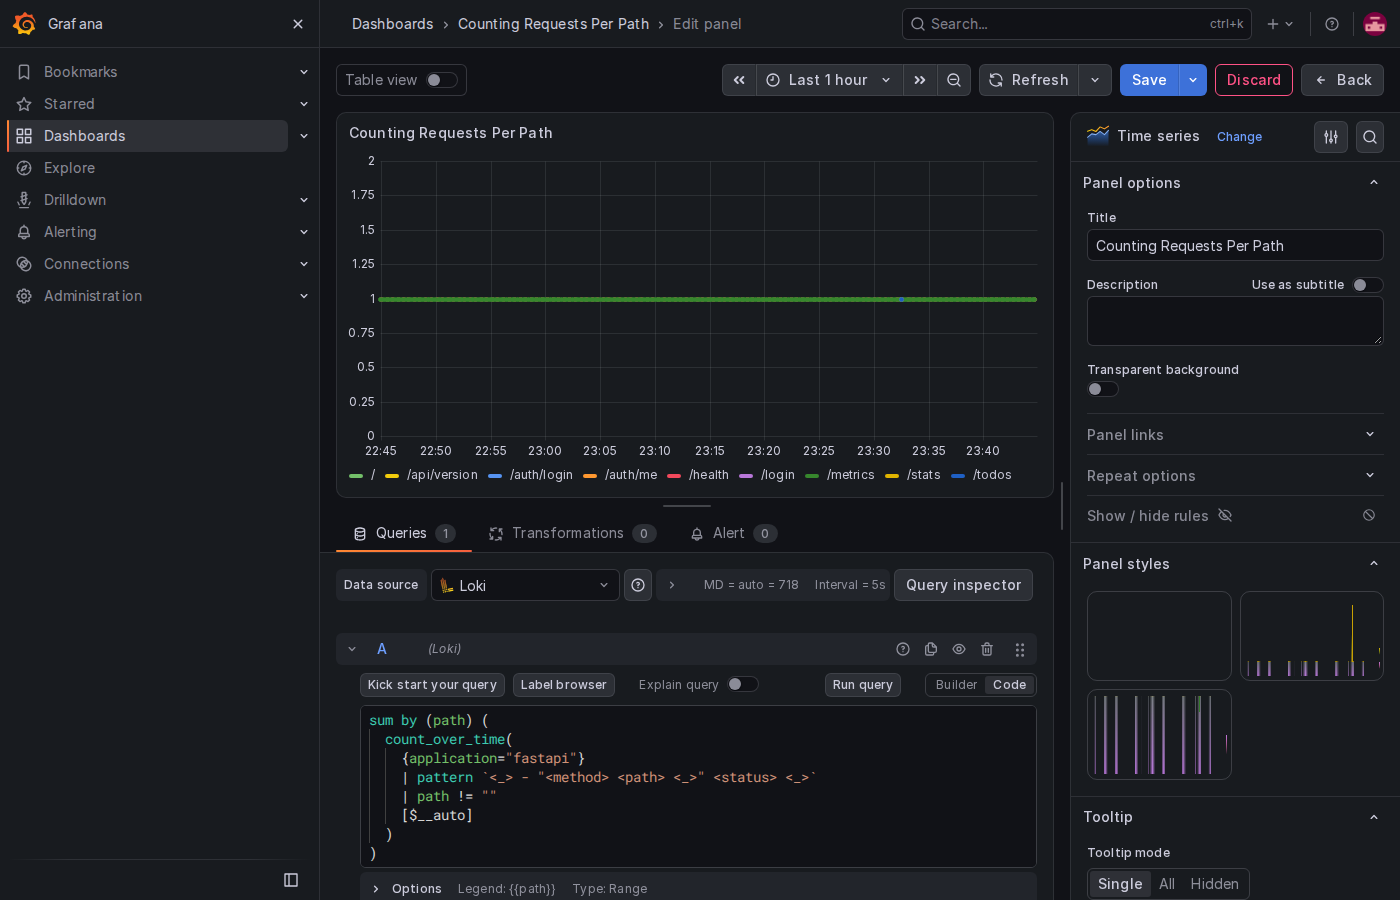 Grafana
Bookmarks
Starred
Dashboards
Explore
Drilldown
Alerting
Connections
Administration
Dashboards › Counting Requests Per Path › Edit panel
Search...
ctrl+k
Table view
Last 1 hour
Refresh
Save
Discard
Back
Counting Requests Per Path
2
1.75
1.5
1.25
1
0.75
0.5
0.25
0
22:45 22:50 22:55 23:00 23:05 23:10 23:15 23:20 23:25 23:30 23:35 23:40
/ /api/version /auth/login /auth/me /health /login /metrics /stats /todos
Queries 1 Transformations 0 Alert 0
Data source Loki MD = auto = 718 Interval = 5s Query inspector
A (Loki)
Kick start your query Label browser Explain query Run query Builder Code
sum by (path) (
count_over_time(
{application="fastapi"}
| pattern `<_> - "<method> <path> <_>" <status> <_>`
| path != ""
[$__auto]
)
)
Options Legend: {{path}} Type: Range
Time series Change
Panel options
Title
Counting Requests Per Path
Description Use as subtitle
Transparent background
Panel links
Repeat options
Show / hide rules
Panel styles
Tooltip
Tooltip mode
Single All Hidden